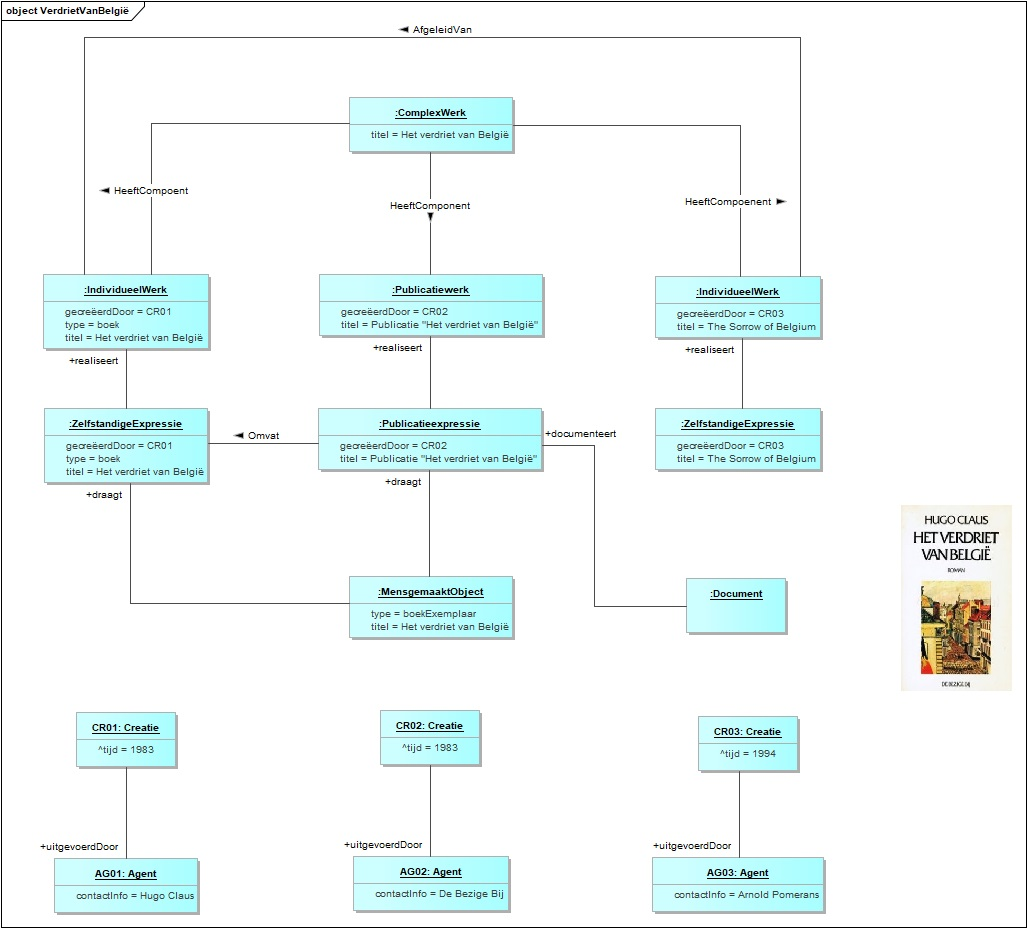 object VerdrietVanBelgië
AfgeleidVan
:ComplexWerk
titel = Het verdriet van België
HeeftCompoent
HeeftComponent
HeeftCompoenent
:IndividueelWerk
gecreëerdDoor = CR01
type = boek
titel = Het verdriet van België
:Publicatiewerk
gecreëerdDoor = CR02
titel = Publicatie "Het verdriet van België"
:IndividueelWerk
gecreëerdDoor = CR03
titel = The Sorrow of Belgium
+realiseert
+realiseert
+realiseert
:ZelfstandigeExpressie
gecreëerdDoor = CR01
type = boek
titel = Het verdriet van België
Omvat
:Publicatieexpressie
gecreëerdDoor = CR02
titel = Publicatie "Het verdriet van België"
+documenteert
:ZelfstandigeExpressie
gecreëerdDoor = CR03
titel = The Sorrow of Belgium
+draagt
+draagt
:MensgemaaktObject
type = boekExemplaar
titel = Het verdriet van België
:Document
HUGO CLAUS
HET VERDRIET
VAN BELGIË
ROMAN
DE BEZIGE BIJ
CR01: Creatie
^tijd = 1983
CR02: Creatie
^tijd = 1983
CR03: Creatie
^tijd = 1994
+uitgevoerdDoor
+uitgevoerdDoor
+uitgevoerdDoor
AG01: Agent
contactInfo = Hugo Claus
AG02: Agent
contactInfo = De Bezige Bij
AG03: Agent
contactInfo = Arnold Pomerans